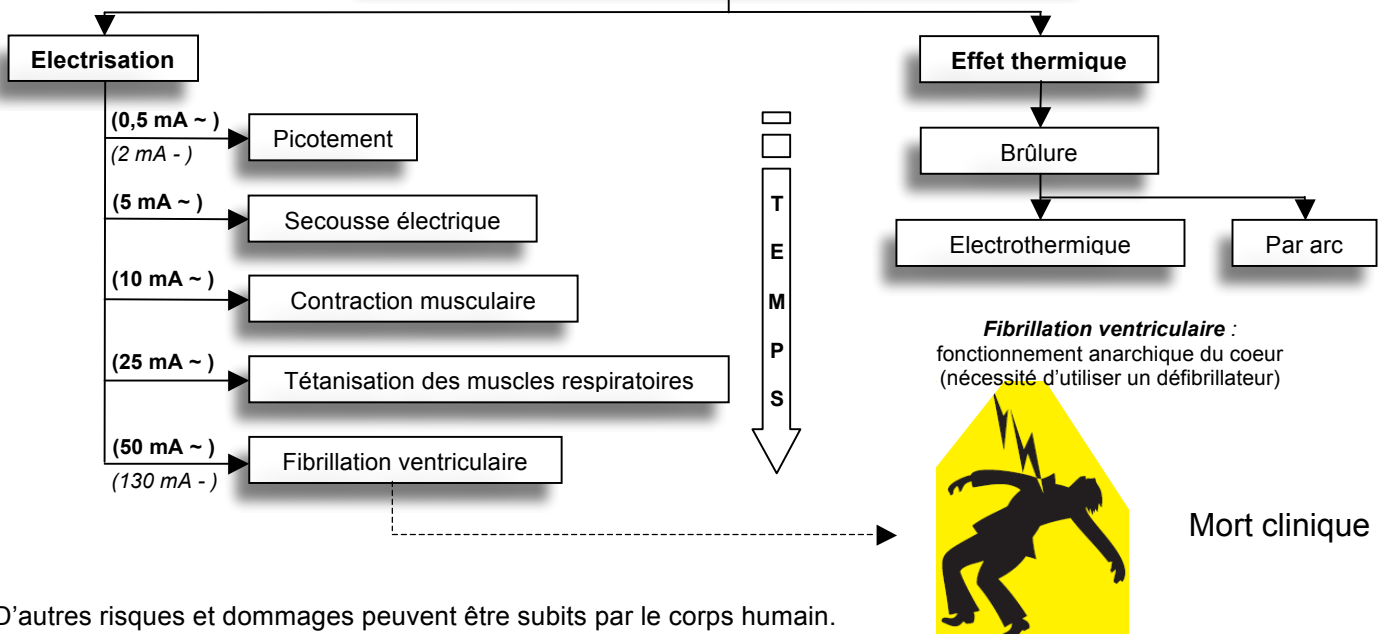 Electrisation
(0,5 mA ~ )
(2 mA - )
Picotement
(5 mA ~ )
Secousse électrique
(10 mA ~ )
Contraction musculaire
(25 mA ~ )
Tétanisation des muscles respiratoires
(50 mA ~ )
(130 mA - )
Fibrillation ventriculaire
T
E
M
P
S
Effet thermique
Brûlure
Electrothermique
Par arc
Fibrillation ventriculaire :
fonctionnement anarchique du coeur
(nécessité d'utiliser un défibrillateur)
Mort clinique
D'autres risques et dommages peuvent être subits par le corps humain.